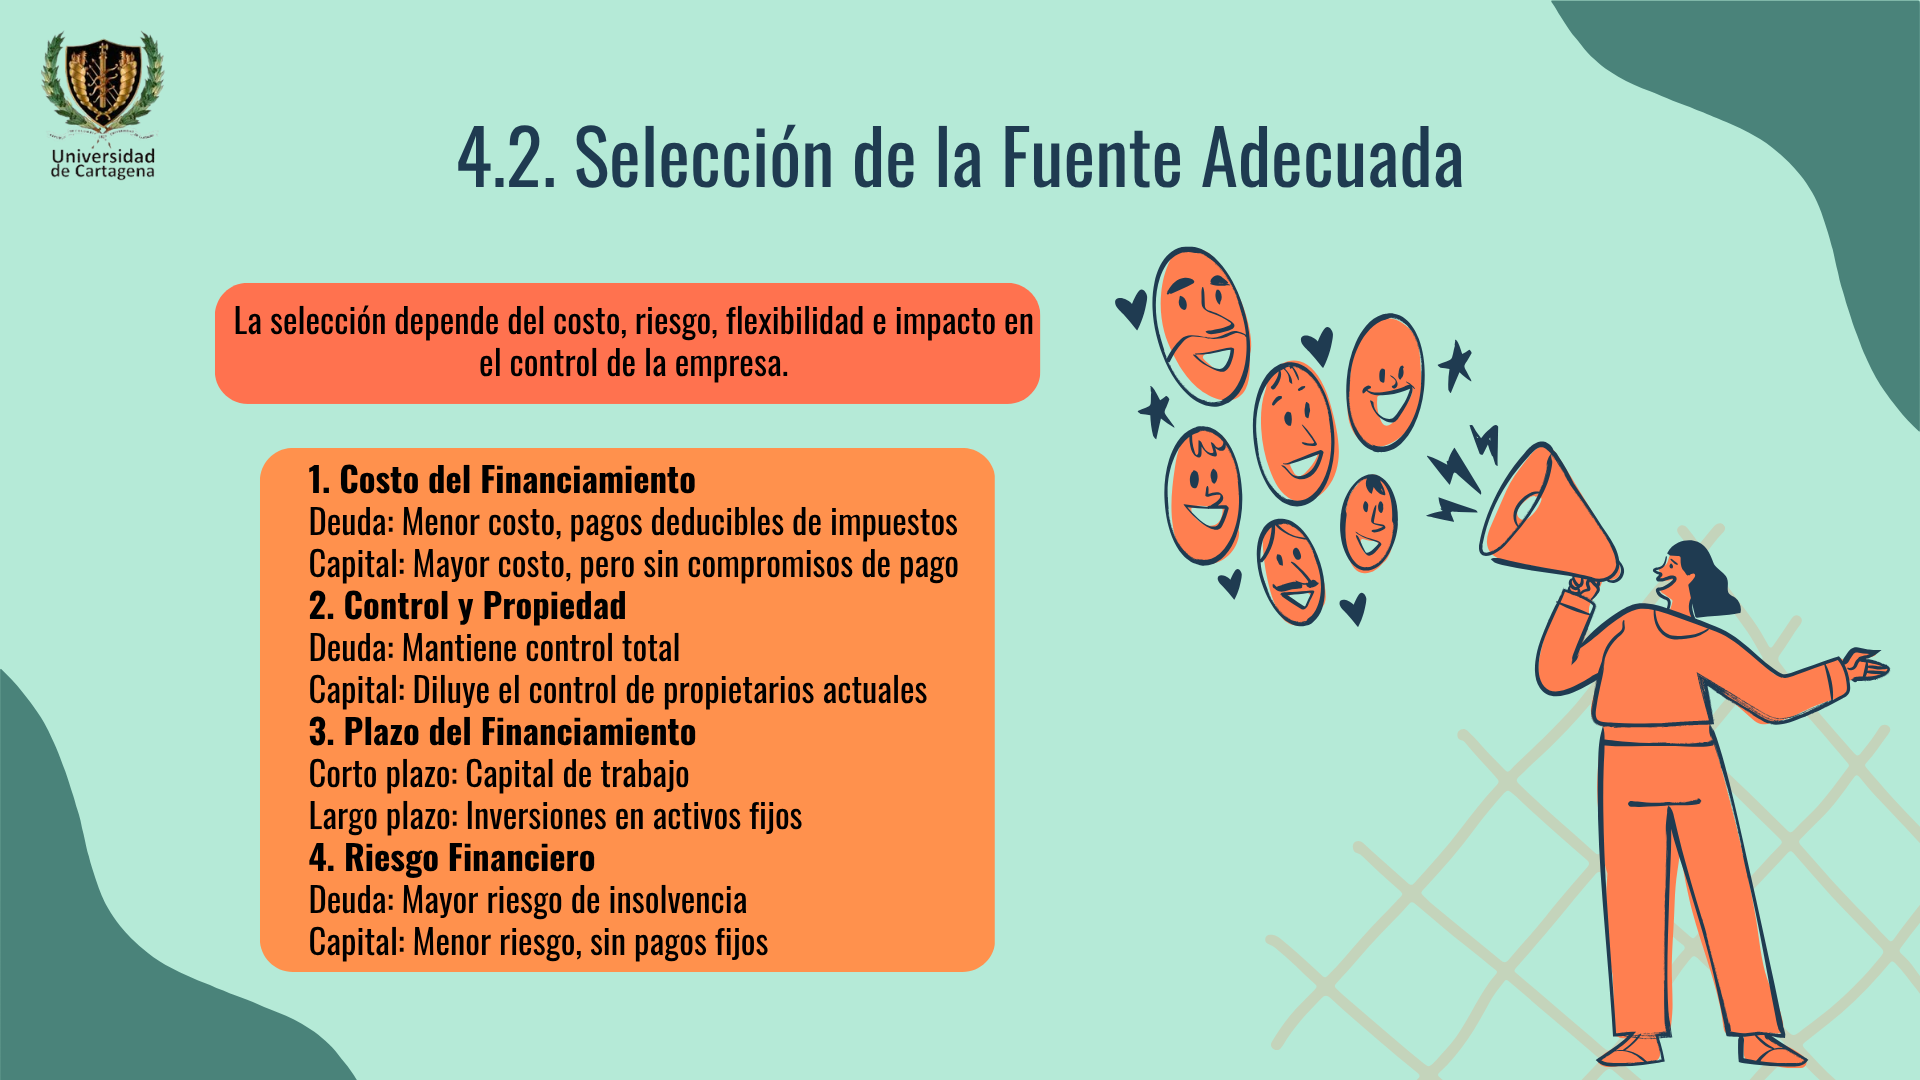 Universidad
de Cartagena
4.2. Selección de la Fuente Adecuada
La selección depende del costo, riesgo, flexibilidad e impacto en
el control de la empresa.
1. Costo del Financiamiento
Deuda: Menor costo, pagos deducibles de impuestos
Capital: Mayor costo, pero sin compromisos de pago
2. Control y Propiedad
Deuda: Mantiene control total
Capital: Diluye el control de propietarios actuales
3. Plazo del Financiamiento
Corto plazo: Capital de trabajo
Largo plazo: Inversiones en activos fijos
4. Riesgo Financiero
Deuda: Mayor riesgo de insolvencia
Capital: Menor riesgo, sin pagos fijos